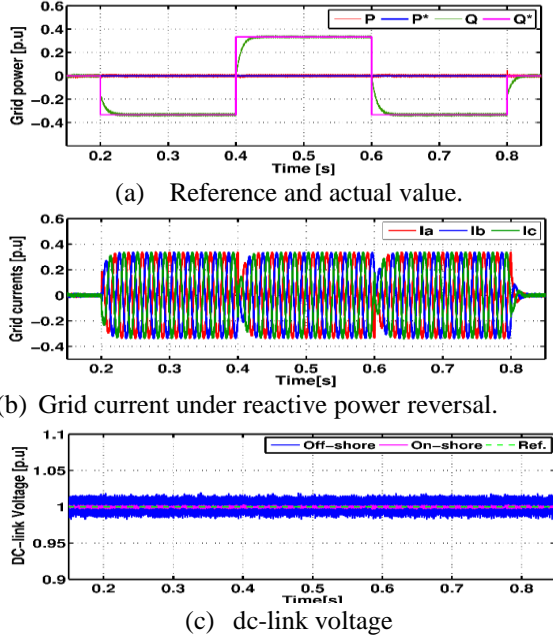 Grid power [p.u]
P P* Q Q*
0.6
0.4
0.2
0
−0.2
−0.4
0.2 0.3 0.4 0.5 0.6 0.7 0.8
Time [s]
(a) Reference and actual value.
Grid currents [p.u]
Ia Ib Ic
0.6
0.4
0.2
0
−0.2
−0.4
0.2 0.3 0.4 0.5 0.6 0.7 0.8
Time[s]
(b) Grid current under reactive power reversal.
DC−link Voltage [p.u]
Off−shore On−shore Ref.
1.1
1.05
1
0.95
0.9
0.2 0.3 0.4 0.5 0.6 0.7 0.8
Time[s]
(c) dc-link voltage